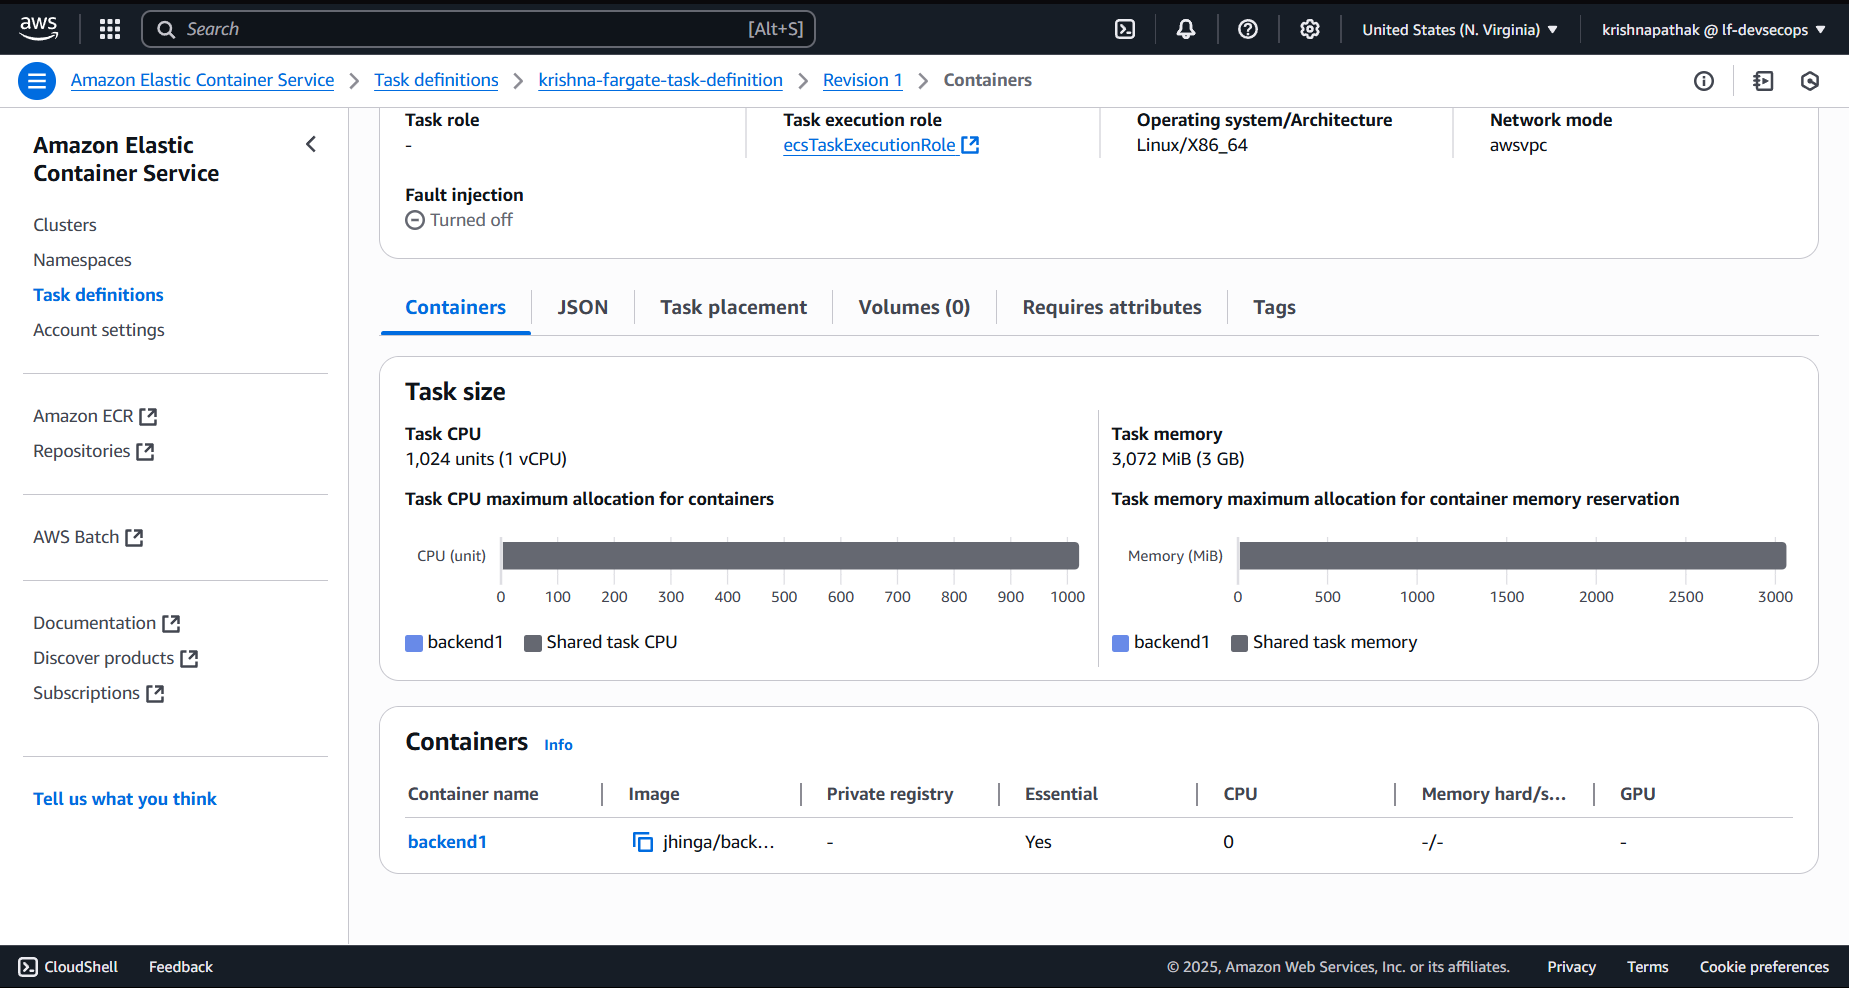 aws
Search [Alt+S]
United States (N. Virginia)
krishnapathak @ lf-devsecops
Amazon Elastic Container Service
Task definitions
krishna-fargate-task-definition
Revision 1
Containers
Amazon Elastic
Container Service
Clusters
Namespaces
Task definitions
Account settings
Amazon ECR
Repositories
AWS Batch
Documentation
Discover products
Subscriptions
Tell us what you think
Task role
-
Task execution role
ecsTaskExecutionRole
Operating system/Architecture
Linux/X86_64
Network mode
awsvpc
Fault injection
Turned off
Containers
JSON
Task placement
Volumes (0)
Requires attributes
Tags
Task size
Task CPU
1,024 units (1 vCPU)
Task CPU maximum allocation for containers
CPU (unit)
0 100 200 300 400 500 600 700 800 900 1000
backend1 Shared task CPU
Task memory
3,072 MiB (3 GB)
Task memory maximum allocation for container memory reservation
Memory (MiB)
0 500 1000 1500 2000 2500 3000
backend1 Shared task memory
Containers Info
Container name Image Private registry Essential CPU Memory hard/s... GPU
backend1 jhinga/back... - Yes 0 -/- -
CloudShell Feedback
© 2025, Amazon Web Services, Inc. or its affiliates. Privacy Terms Cookie preferences